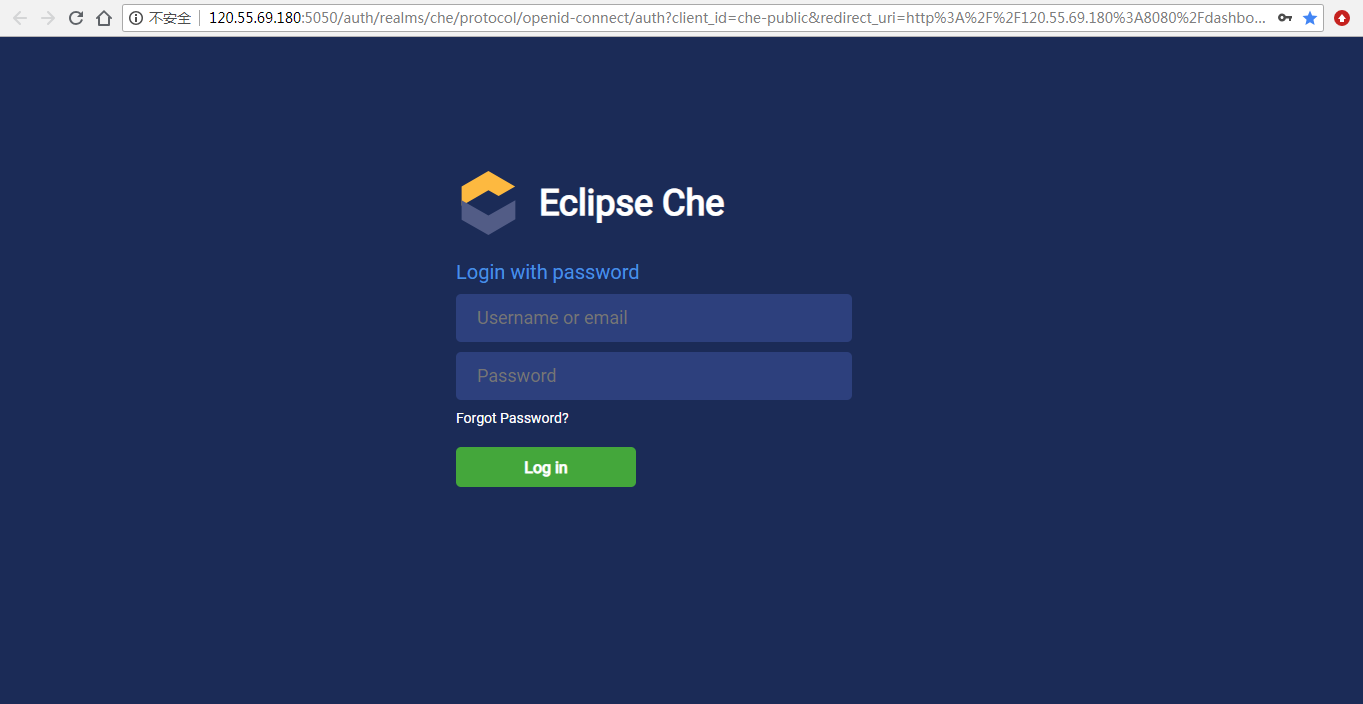 不安全 120.55.69.180:5050/auth/realms/che/protocol/openid-connect/auth?client_id=che-public&redirect_uri=http%3A%2F%2F120.55.69.180%3A8080%2Fdashbo...
Eclipse Che
Login with password
Username or email
Password
Forgot Password?
Log in